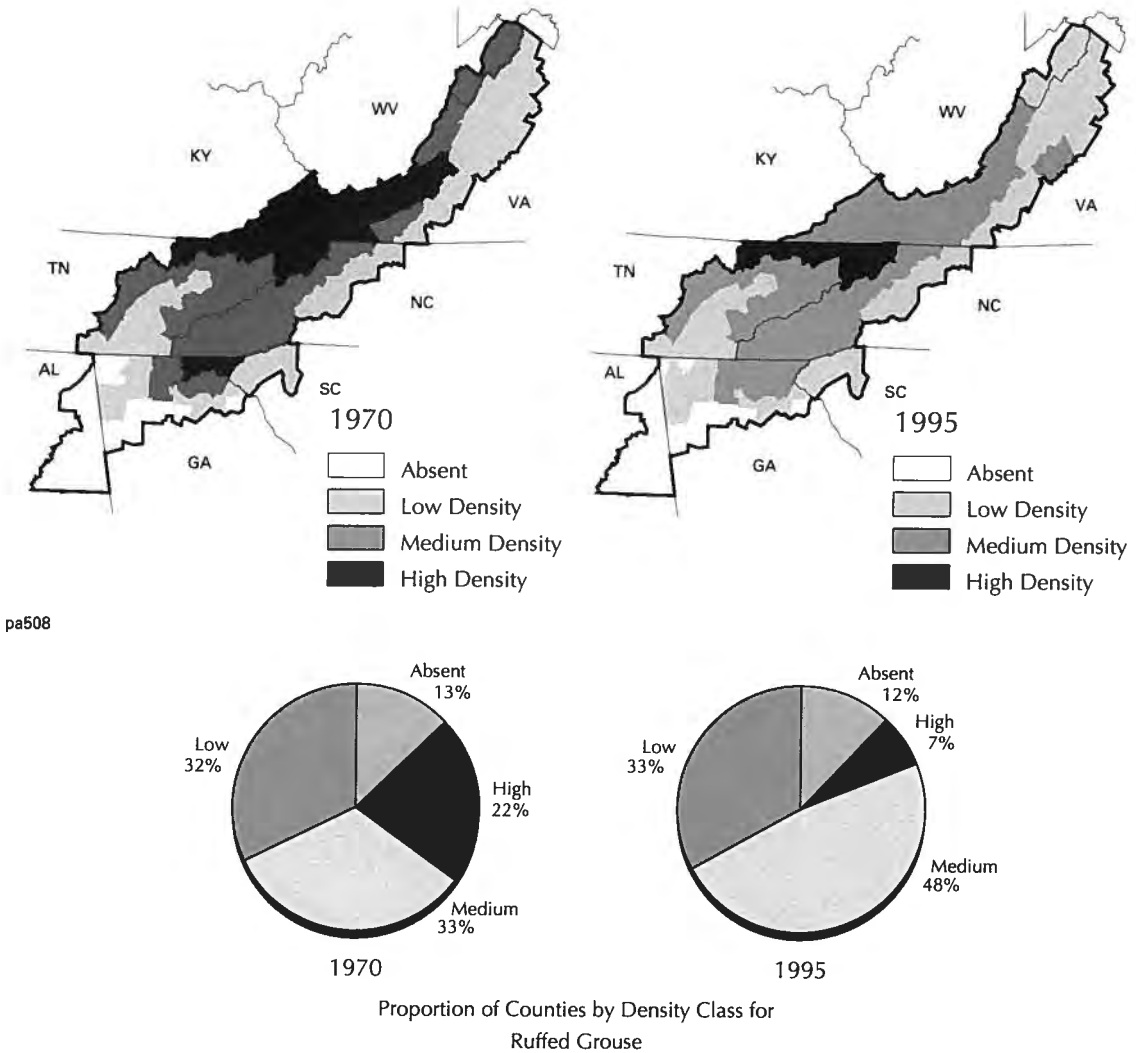 WV
KY
VA
TN
NC
AL
SC
GA
1970
Absent
Low Density
Medium Density
High Density
WV
KY
VA
TN
NC
AL
SC
GA
1995
Absent
Low Density
Medium Density
High Density
pa508
Absent
13%
High
22%
Medium
33%
Low
32%
1970
Absent
12%
High
7%
Medium
48%
Low
33%
1995
Proportion of Counties by Density Class for
Ruffed Grouse